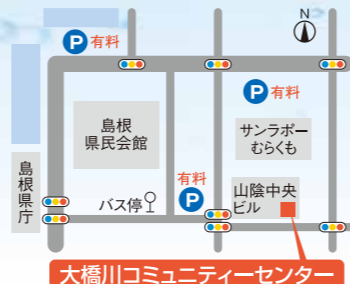 N
P 有料
P 有料
島根
県民会館
サンラポー
むらくも
島根県庁
有料
P
バス停
山陰中央
ビル
大橋川コミュニティーセンター